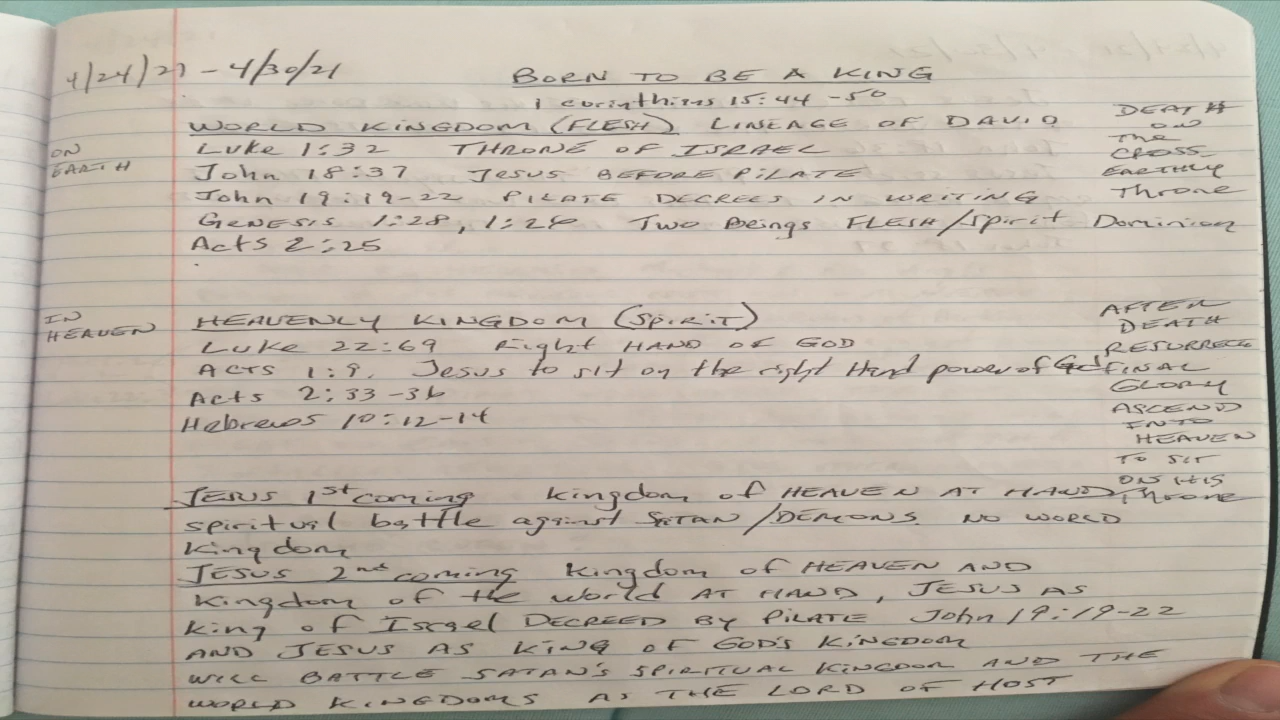 4/24/21 - 4/30/21
BORN TO BE A KING
1 corinthians 15:44-50
WORLD KINGDOM (FLESH) LINEAGE OF DAVID
ON EARTH
Luke 1:32 THRONE OF ISRAEL
John 18:37 JESUS BEFORE PILATE
John 19:19-22 PILATE DECREES IN WRITING
GENESIS 1:28, 1:26 Two Beings FLESH/Spirit Dominion
Acts 2:25
DEATH
ON
The
CROSS
EARTHLY
Throne
IN
HEAVEN
HEAVENLY KINGDOM (SPIRIT)
Luke 22:69 Right HAND OF GOD
ACTS 1:9. Jesus to sit on the right Hand power of God
Acts 2:33-36
Hebrews 10:12-14
AFTER
DEATH
RESURRECT
FINAL
GLORY
ASCEND
INTO
HEAVEN
TO SIT
ON HIS
Throne
JESUS 1st coming kingdom of HEAVEN AT HAND,
spiritual battle against SATAN/DEMONS NO WORLD
kingdom
JESUS 2nd coming kingdom of HEAVEN AND
kingdom of the world AT HAND, JESUS AS
king of Israel DECREED BY PILATE John 19:19-22
AND JESUS AS KING OF GOD'S KINGDOM
WILL BATTLE SATAN'S SPIRITUAL KINGDOM AND THE
WORLD KINGDOMS AS THE LORD OF HOST